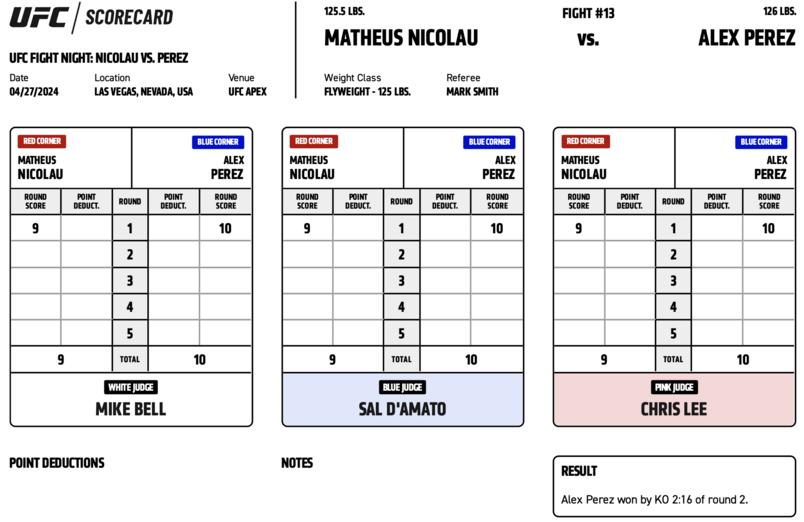 UFC SCORECARD
UFC FIGHT NIGHT: NICOLAU VS. PEREZ
Date Location Venue
04/27/2024 LAS VEGAS, NEVADA, USA UFC APEX
125.5 LBS. FIGHT #13 126 LBS.
MATHEUS NICOLAU VS. ALEX PEREZ
Weight Class Referee
FLYWEIGHT - 125 LBS. MARK SMITH
RED CORNER BLUE CORNER
MATHEUS ALEX
NICOLAU PEREZ
ROUND SCORE POINT DEDUCT. ROUND POINT DEDUCT. ROUND SCORE
9 1 10
2
3
4
5
9 TOTAL 10
WHITE JUDGE
MIKE BELL
RED CORNER BLUE CORNER
MATHEUS ALEX
NICOLAU PEREZ
ROUND SCORE POINT DEDUCT. ROUND POINT DEDUCT. ROUND SCORE
9 1 10
2
3
4
5
9 TOTAL 10
BLUE JUDGE
SAL D'AMATO
RED CORNER BLUE CORNER
MATHEUS ALEX
NICOLAU PEREZ
ROUND SCORE POINT DEDUCT. ROUND POINT DEDUCT. ROUND SCORE
9 1 10
2
3
4
5
9 TOTAL 10
PINK JUDGE
CHRIS LEE
POINT DEDUCTIONS
NOTES
RESULT
Alex Perez won by KO 2:16 of round 2.